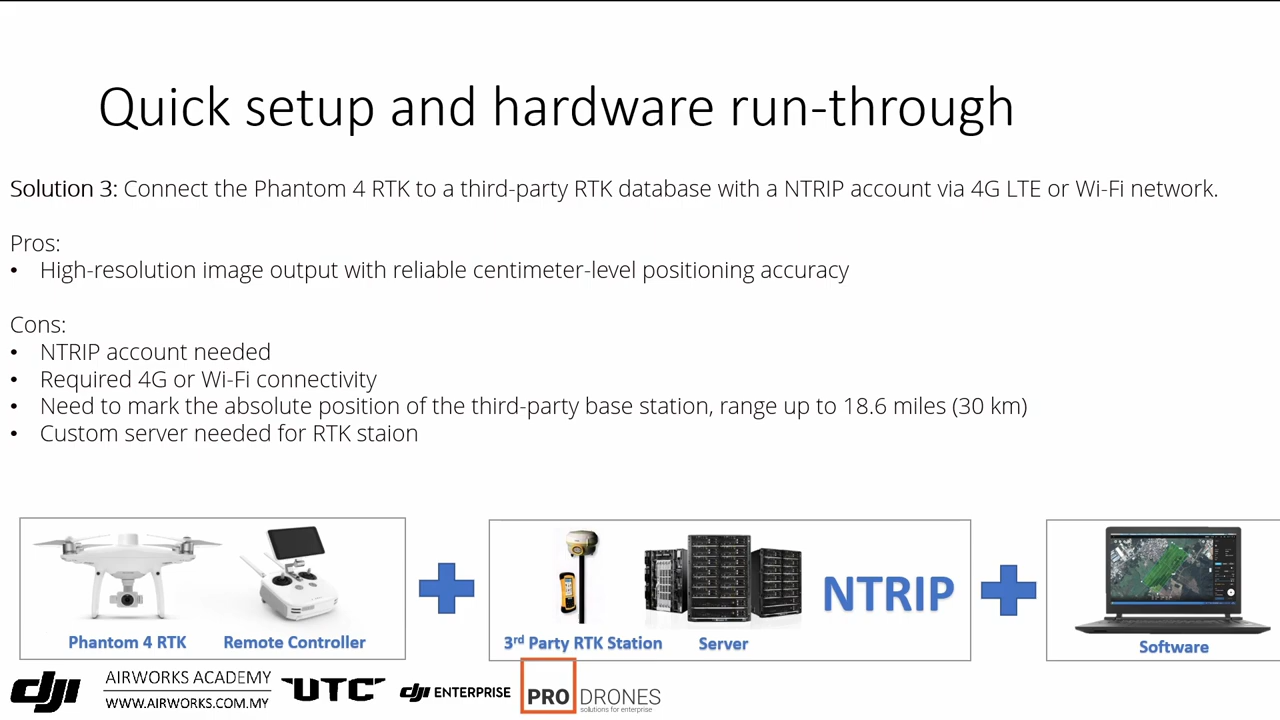 Quick setup and hardware run-through
Solution 3: Connect the Phantom 4 RTK to a third-party RTK database with a NTRIP account via 4G LTE or Wi-Fi network.
Pros:
• High-resolution image output with reliable centimeter-level positioning accuracy
Cons:
• NTRIP account needed
• Required 4G or Wi-Fi connectivity
• Need to mark the absolute position of the third-party base station, range up to 18.6 miles (30 km)
• Custom server needed for RTK staion
NTRIP
Phantom 4 RTK Remote Controller
3rd Party RTK Station Server
Software
dji
AIRWORKS ACADEMY
WWW.AIRWORKS.COM.MY
UTC
dji ENTERPRISE
PRO DRONES
solutions for enterprise